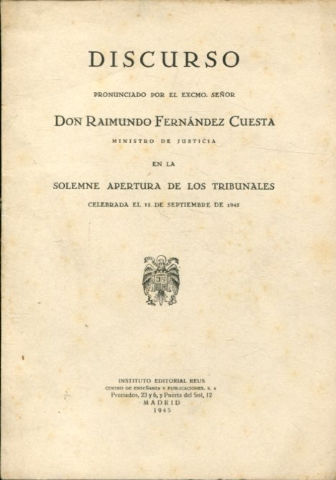 DISCURSO
PRONUNCIADO POR EL EXCMO. SEÑOR
DON RAIMUNDO FERNÁNDEZ CUESTA
MINISTRO DE JUSTICIA
EN LA
SOLEMNE APERTURA DE LOS TRIBUNALES
CELEBRADA EL 15 DE SEPTIEMBRE DE 1945
INSTITUTO EDITORIAL REUS
CENTRO DE ENSEÑANZA Y PUBLICACIONES, S. A.
Preciados, 23 y 6, y Puerta del Sol, 12
MADRID
1945